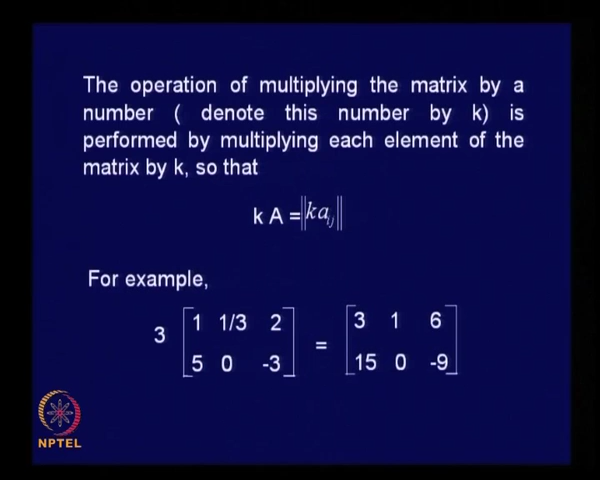 The operation of multiplying the matrix by a
number ( denote this number by k) is
performed by multiplying each element of the
matrix by k, so that
k A =||ka_ij||
For example,
3 [1 1/3 2 = [3 1 6
5 0 -3] 15 0 -9]
NPTEL